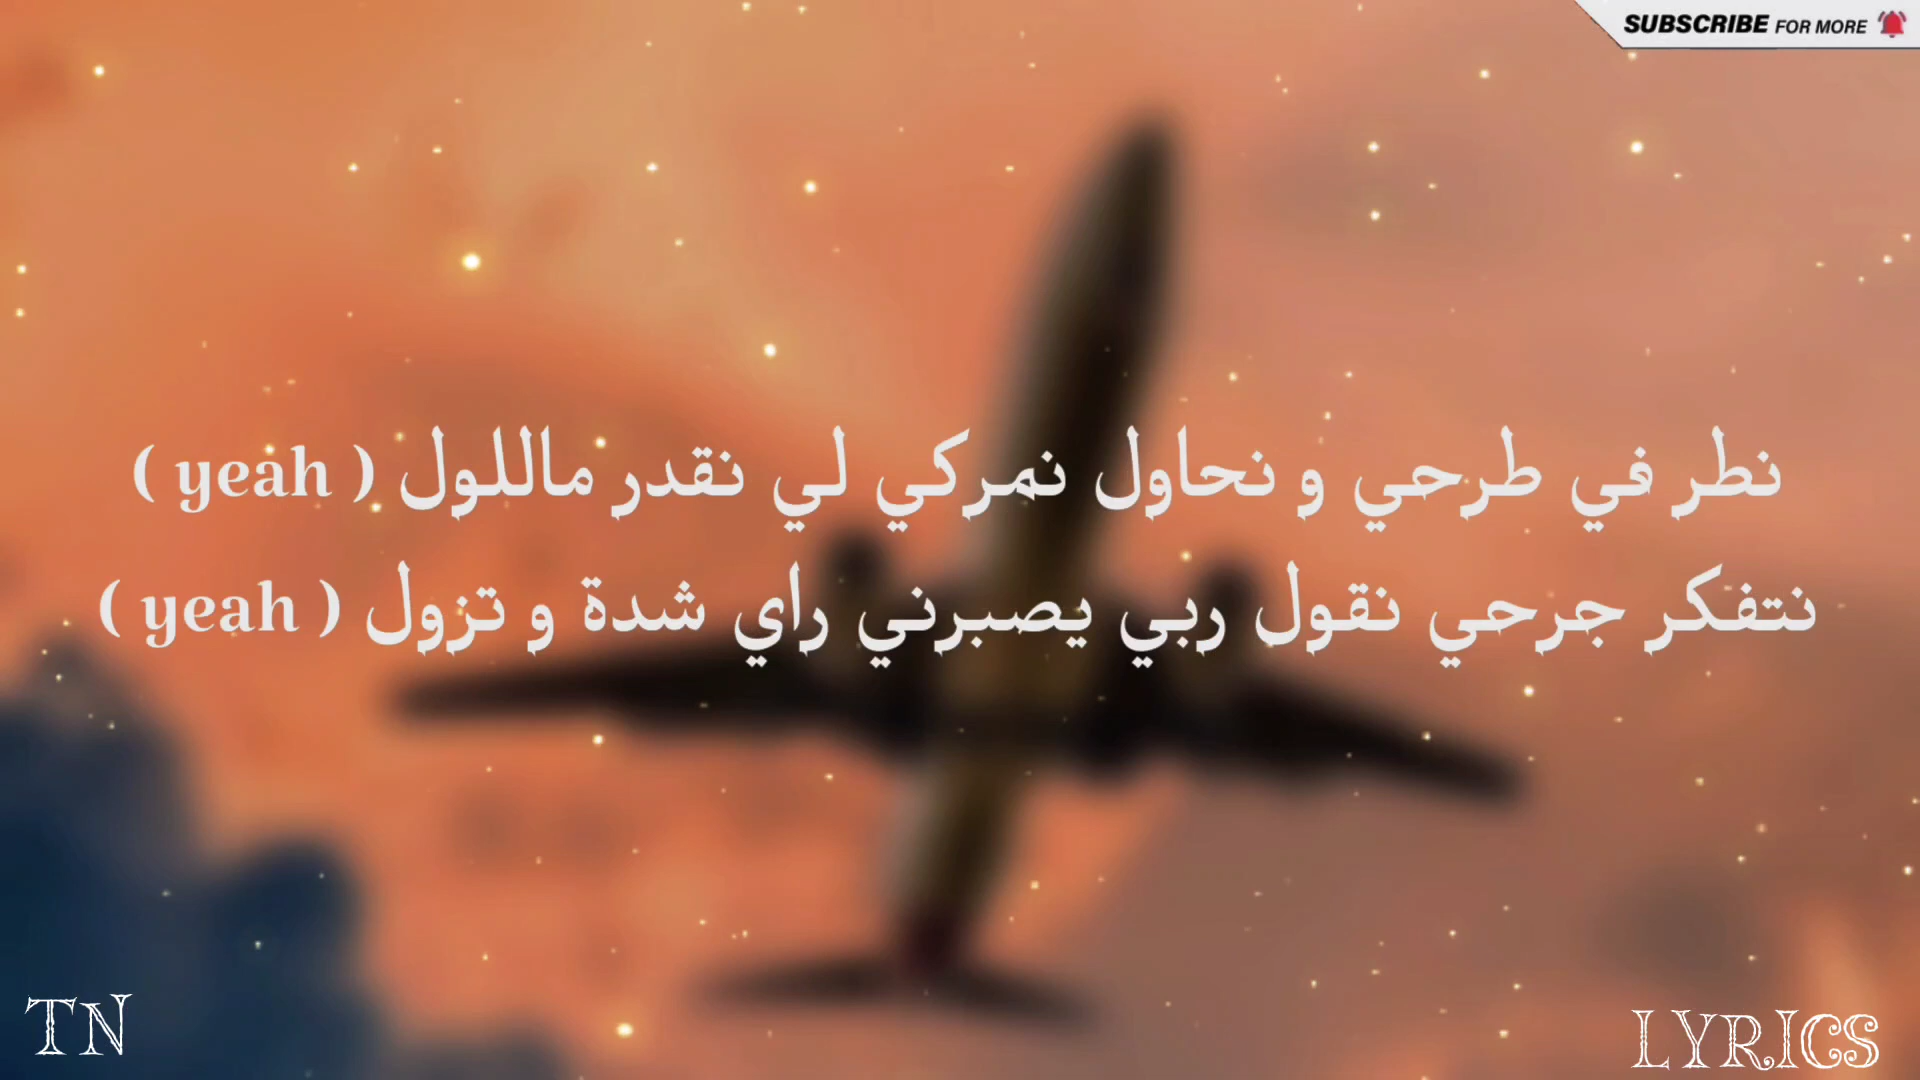 SUBSCRIBE FOR MORE
نطر في طرحي و نحاول نمركي لي نقدر ماللول ( yeah )
نتفكر جرحي نقول ربي يصبرني راي شدة و تزول ( yeah )
TN
LYRICS